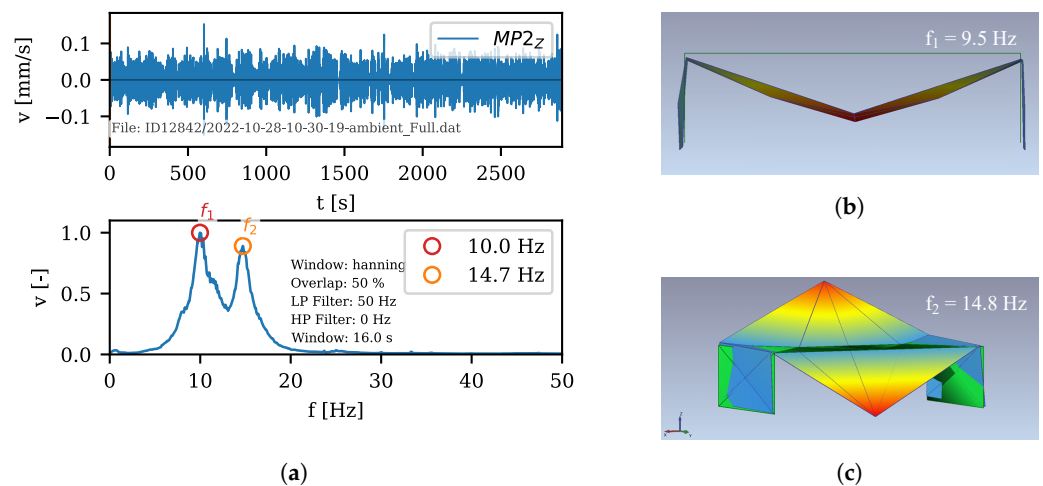 MP2Z
v [mm/s]
0.1
0.0
−0.1
File: ID12842/2022-10-28-10-30-19-ambient_Full.dat
0 500 1000 1500 2000 2500
t [s]
f1 f2
v [-]
1.0
0.5
0.0
10.0 Hz
14.7 Hz
Window: hanning
Overlap: 50 %
LP Filter: 50 Hz
HP Filter: 0 Hz
Window: 16.0 s
0 10 20 30 40 50
f [Hz]
(a)
f1 = 9.5 Hz
(b)
f2 = 14.8 Hz
Z
X
Y
(c)